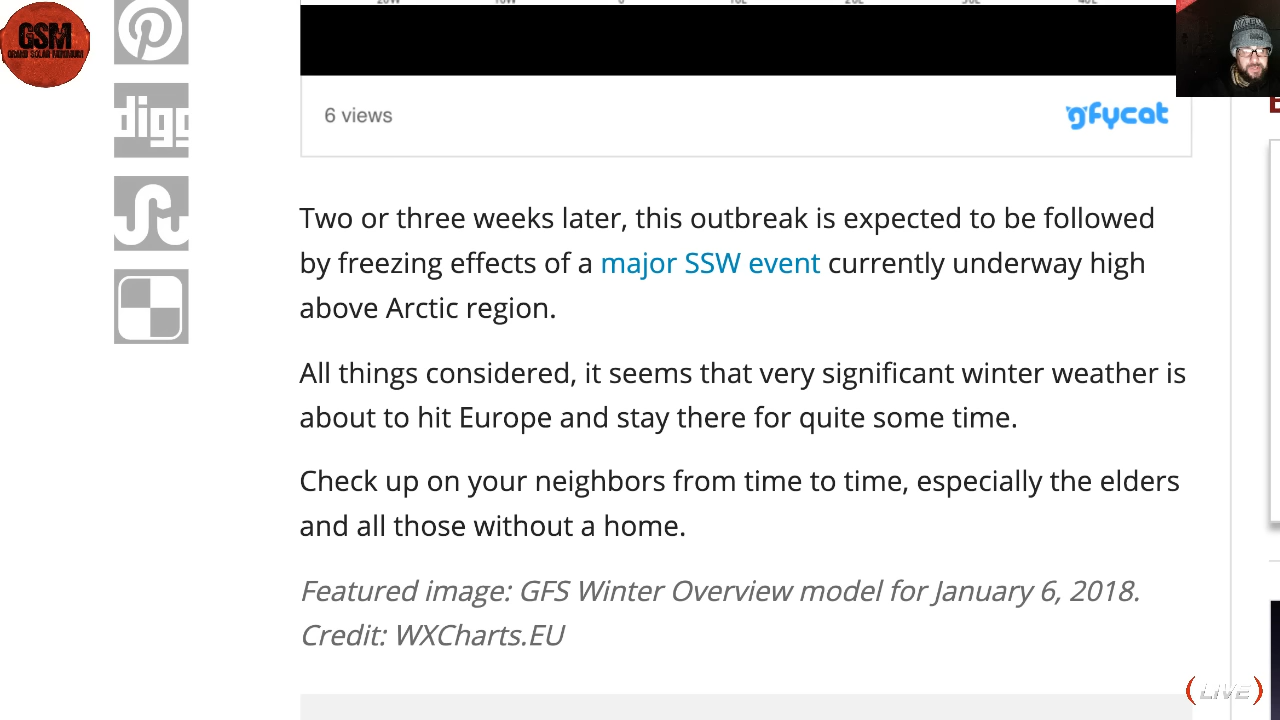 GSM
GRAND SOLAR MINIMUM
digg
6 views
gfycat
Two or three weeks later, this outbreak is expected to be followed
by freezing effects of a major SSW event currently underway high
above Arctic region.
All things considered, it seems that very significant winter weather is
about to hit Europe and stay there for quite some time.
Check up on your neighbors from time to time, especially the elders
and all those without a home.
Featured image: GFS Winter Overview model for January 6, 2018.
Credit: WXCharts.EU
(LIVE)